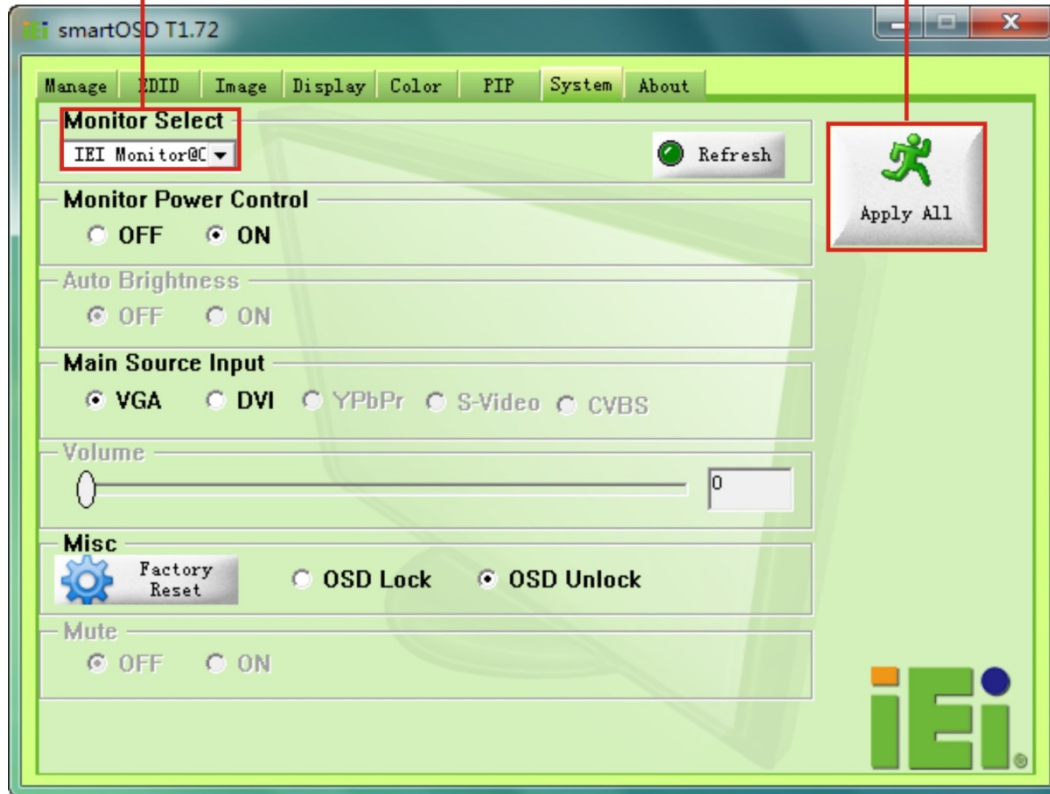 smartOSD T1.72
Manage EDID Image Display Color PIP System About
Monitor Select
IEI Monitor@C
Refresh
Apply All
Monitor Power Control
OFF ON
Auto Brightness
OFF ON
Main Source Input
VGA DVI YPbPr S-Video CVBS
Volume
0
Misc
Factory
Reset
OSD Lock OSD Unlock
Mute
OFF ON
iEi®